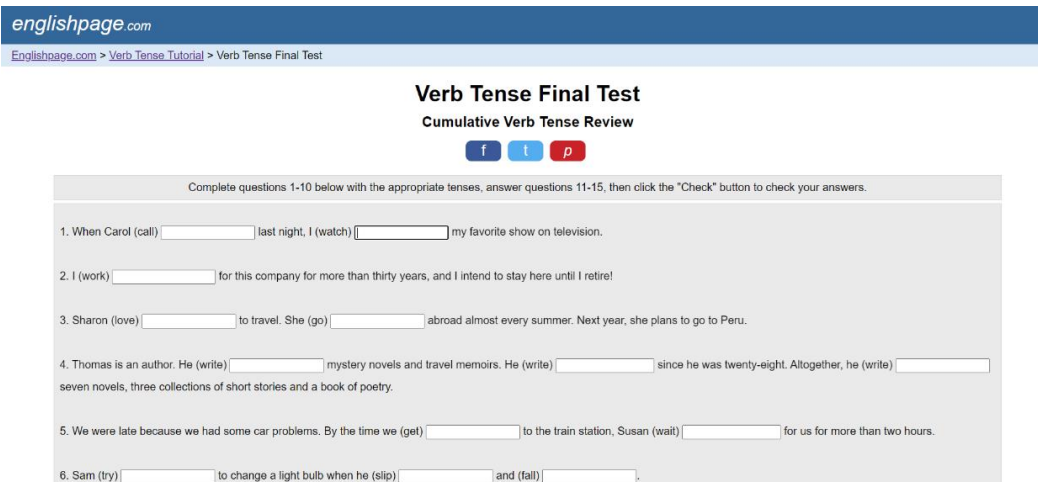 englishpage.com
Englishpage.com > Verb Tense Tutorial > Verb Tense Final Test
Verb Tense Final Test
Cumulative Verb Tense Review
f t p
Complete questions 1-10 below with the appropriate tenses, answer questions 11-15, then click the "Check" button to check your answers.
1. When Carol (call) last night, I (watch) my favorite show on television.
2. I (work) for this company for more than thirty years, and I intend to stay here until I retire!
3. Sharon (love) to travel. She (go) abroad almost every summer. Next year, she plans to go to Peru.
4. Thomas is an author. He (write) mystery novels and travel memoirs. He (write) since he was twenty-eight. Altogether, he (write)
seven novels, three collections of short stories and a book of poetry.
5. We were late because we had some car problems. By the time we (get) to the train station, Susan (wait) for us for more than two hours.
6. Sam (try) to change a light bulb when he (slip) and (fall) .